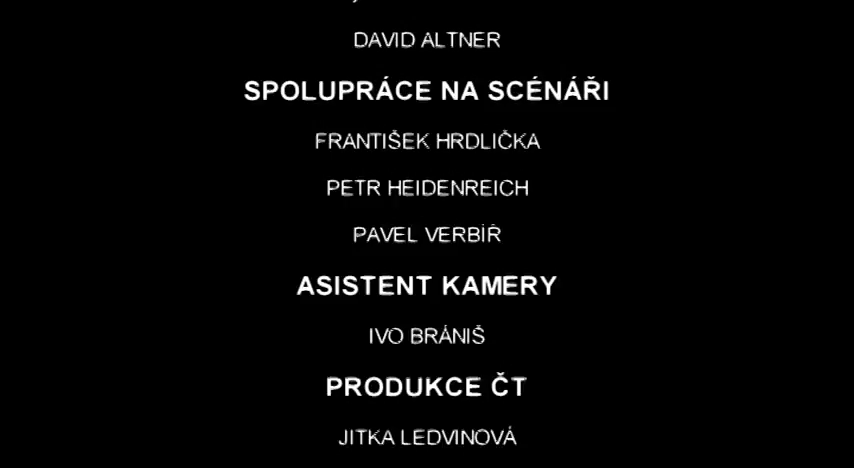 DAVID ALTNER
SPOLUPRÁCE NA SCÉNÁŘI
FRANTIŠEK HRDLIČKA
PETR HEIDENREICH
PAVEL VERBÍŘ
ASISTENT KAMERY
IVO BRÁNIŠ
PRODUKCE ČT
JITKA LEDVINOVÁ